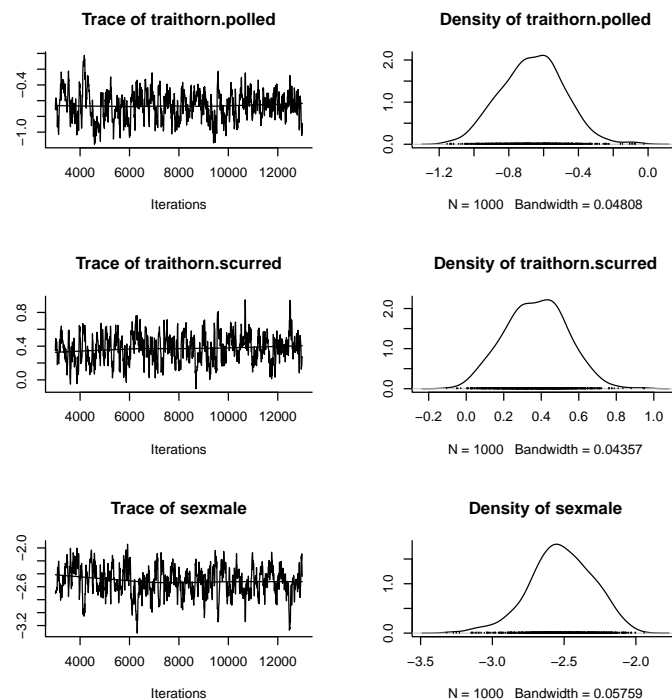 Trace of traithorn.polled
Density of traithorn.polled
−1.0 −0.4
4000 6000 8000 10000 12000
Iterations
0.0 1.0 2.0
−1.2 −0.8 −0.4 0.0
N = 1000 Bandwidth = 0.04808
Trace of traithorn.scurred
Density of traithorn.scurred
0.0 0.4 0.8
4000 6000 8000 10000 12000
Iterations
0.0 1.0 2.0
−0.2 0.0 0.2 0.4 0.6 0.8 1.0
N = 1000 Bandwidth = 0.04357
Trace of sexmale
Density of sexmale
−3.2 −2.6 −2.0
4000 6000 8000 10000 12000
Iterations
0.0 1.0
−3.5 −3.0 −2.5 −2.0
N = 1000 Bandwidth = 0.05759